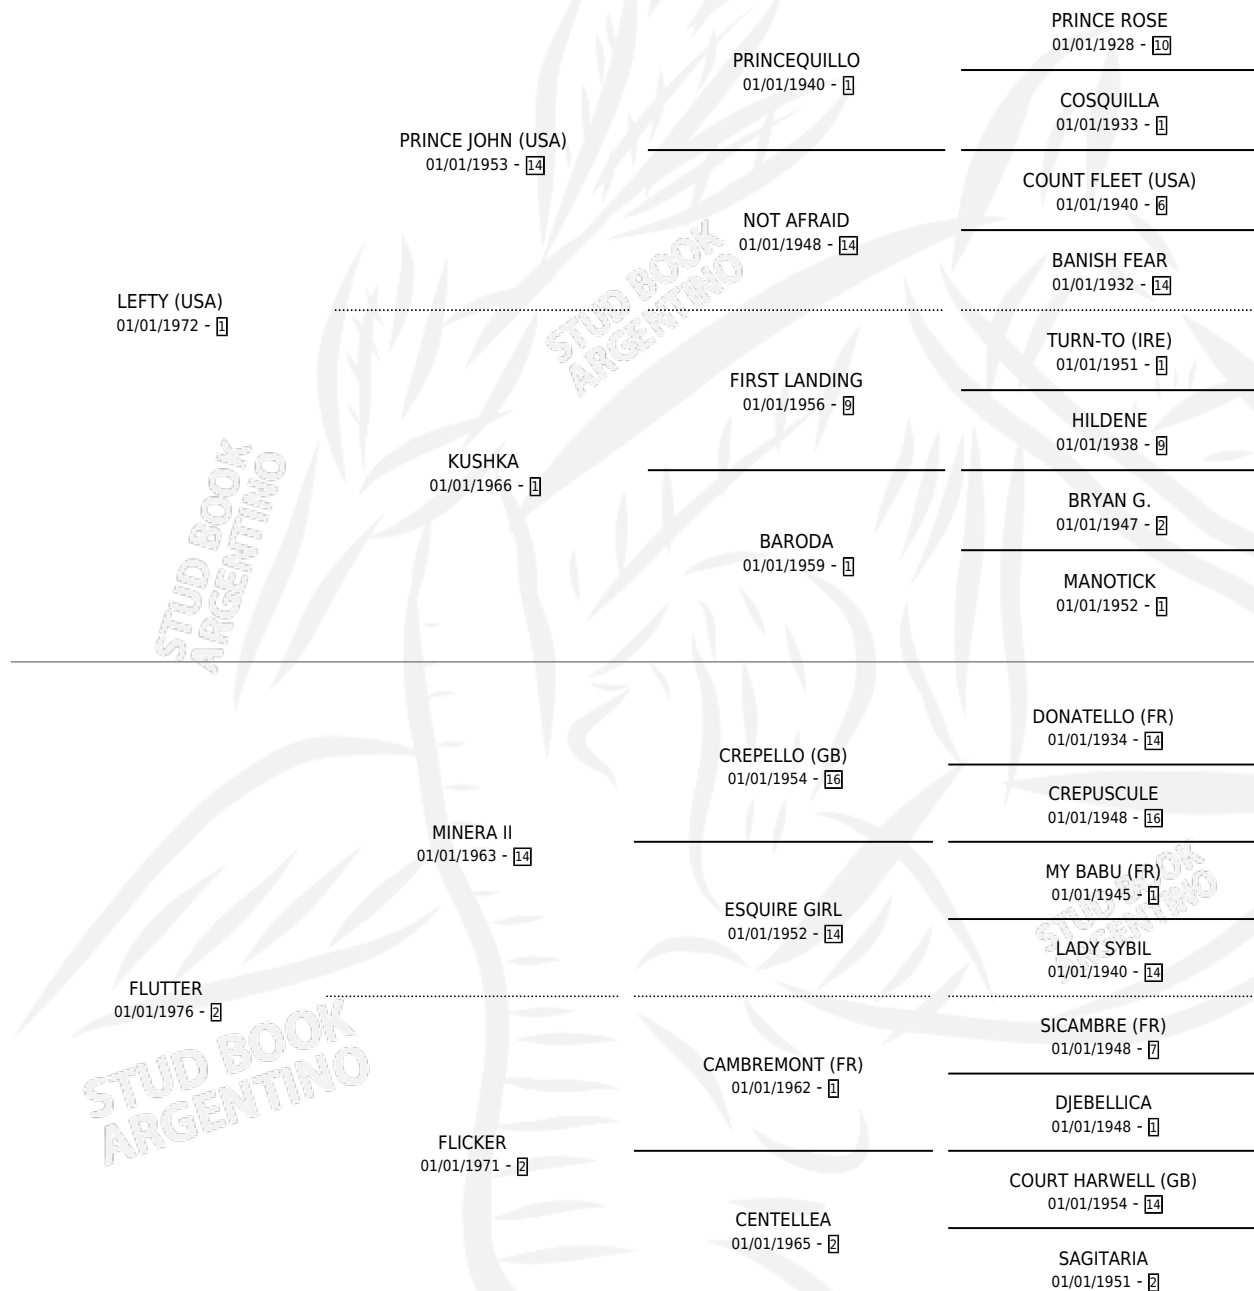 PRINCE ROSE
01/01/1928 - 10
PRINCEQUILLO
01/01/1940 - 1
COSQUILLA
01/01/1933 - 1
PRINCE JOHN (USA)
01/01/1953 - 14
COUNT FLEET (USA)
01/01/1940 - 6
NOT AFRAID
01/01/1948 - 14
BANISH FEAR
01/01/1932 - 14
LEFTY (USA)
01/01/1972 - 1
STUD BOOK
ARGENTINO
TURN-TO (IRE)
01/01/1951 - 1
FIRST LANDING
01/01/1956 - 9
HILDENE
01/01/1938 - 9
KUSHKA
01/01/1966 - 1
BRYAN G.
01/01/1947 - 2
BARODA
01/01/1959 - 1
MANOTICK
01/01/1952 - 1
STUD BOOK
ARGENTINO
DONATELLO (FR)
01/01/1934 - 14
CREPELLO (GB)
01/01/1954 - 16
CREPUSCULE
01/01/1948 - 16
MINERA II
01/01/1963 - 14
MY BABU (FR)
01/01/1945 - 1
ESQUIRE GIRL
01/01/1952 - 14
LADY SYBIL
01/01/1940 - 14
STUD BOOK
ARGENTINO
FLUTTER
01/01/1976 - 2
SICAMBRE (FR)
01/01/1948 - 7
CAMBREMONT (FR)
01/01/1962 - 1
DJEBELLICA
01/01/1948 - 1
STUD BOOK
ARGENTINO
FLICKER
01/01/1971 - 2
COURT HARWELL (GB)
01/01/1954 - 14
CENTELLEA
01/01/1965 - 2
SAGITARIA
01/01/1951 - 2